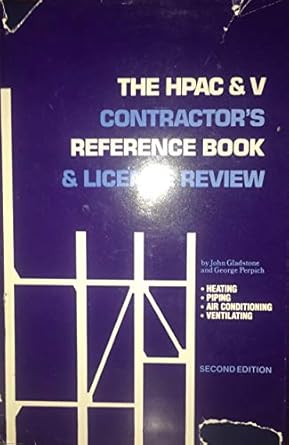 THE HPAC & V
CONTRACTOR'S
REFERENCE BOOK
& LICENSE REVIEW
by John Gladstone
and George Perpich
• HEATING
• PIPING
• AIR CONDITIONING
• VENTILATING
SECOND EDITION